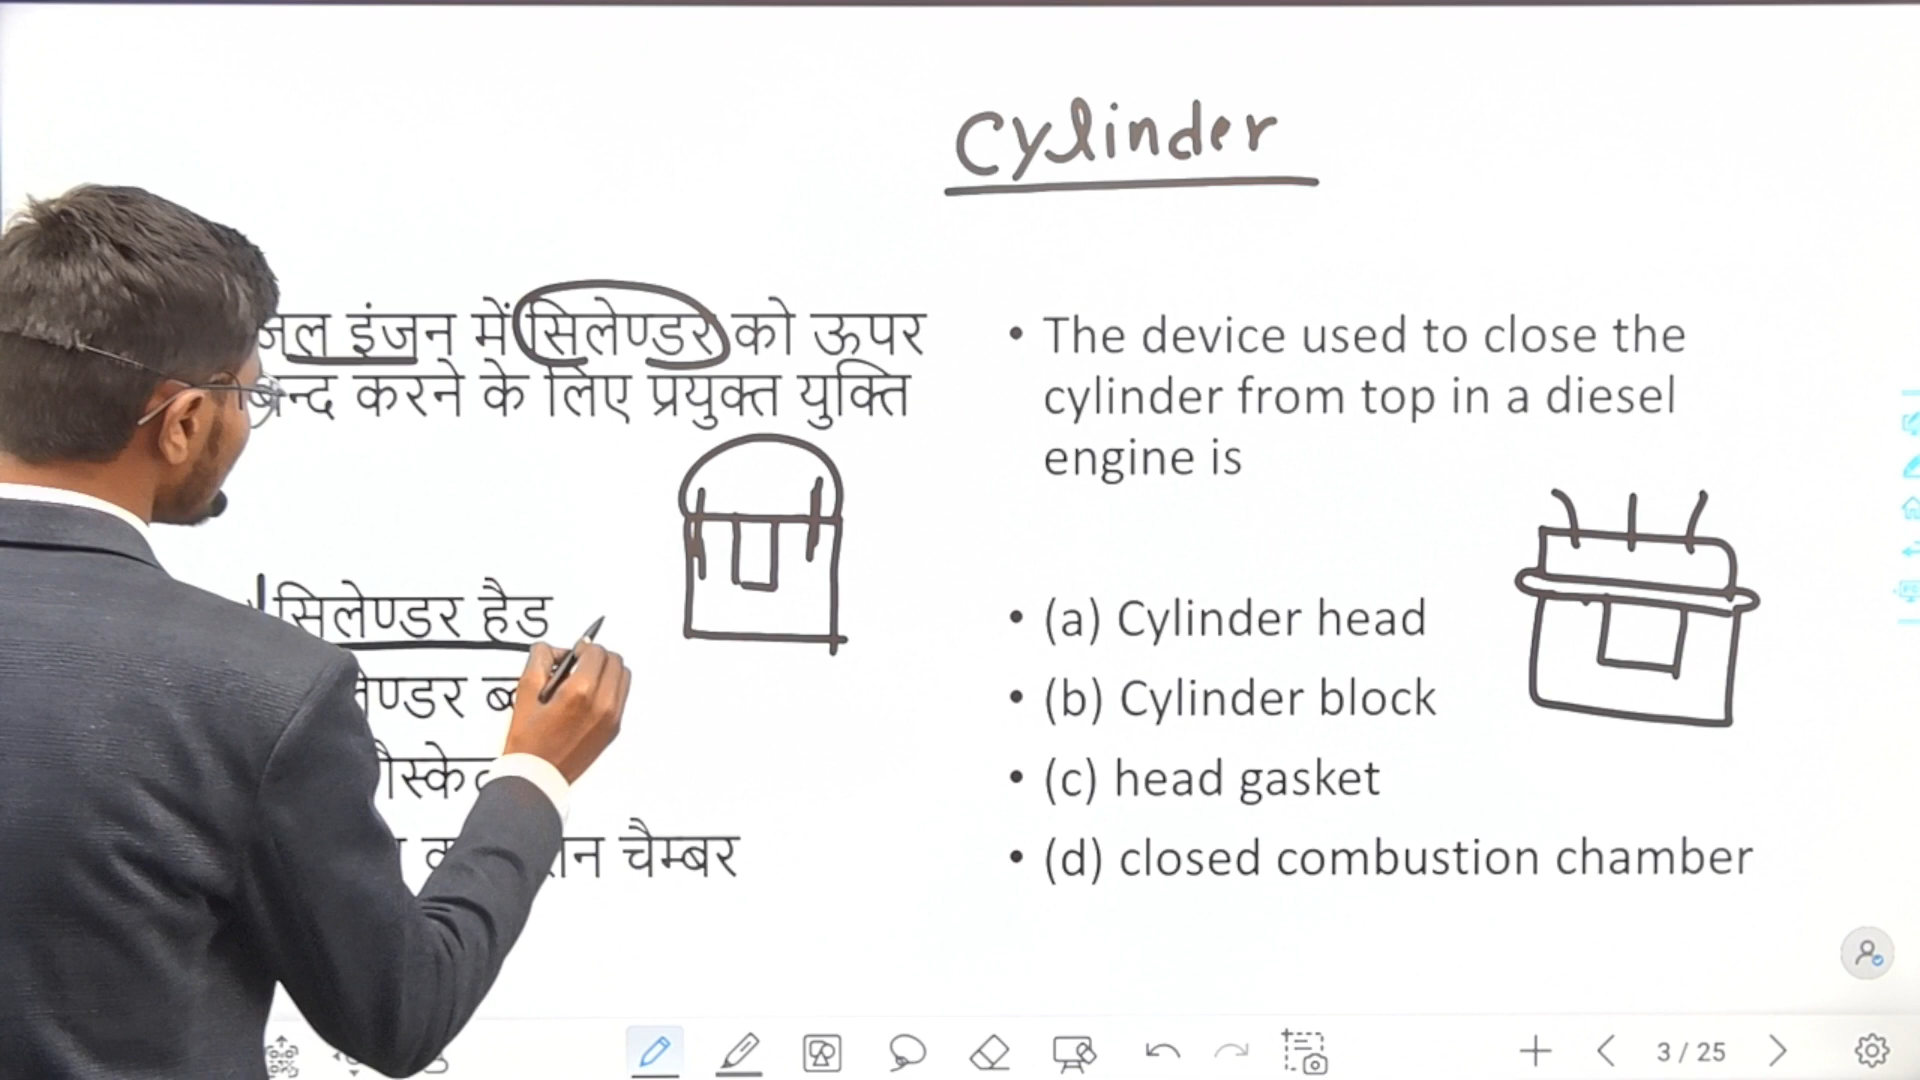 Cylinder
जल इंजन में सिलेण्डर को ऊपर
बन्द करने के लिए प्रयुक्त युक्ति
सिलेण्डर हैड
चैम्बर
• The device used to close the
cylinder from top in a diesel
engine is
• (a) Cylinder head
• (b) Cylinder block
• (c) head gasket
• (d) closed combustion chamber
3 / 25